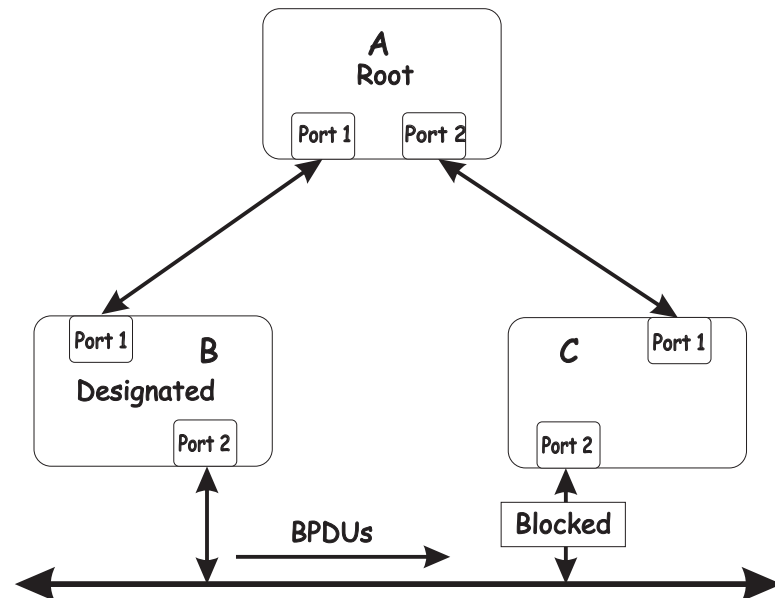 A
Root
Port 1
Port 2
Port 1
B
Designated
Port 2
C
Port 1
Port 2
Blocked
BPDUs